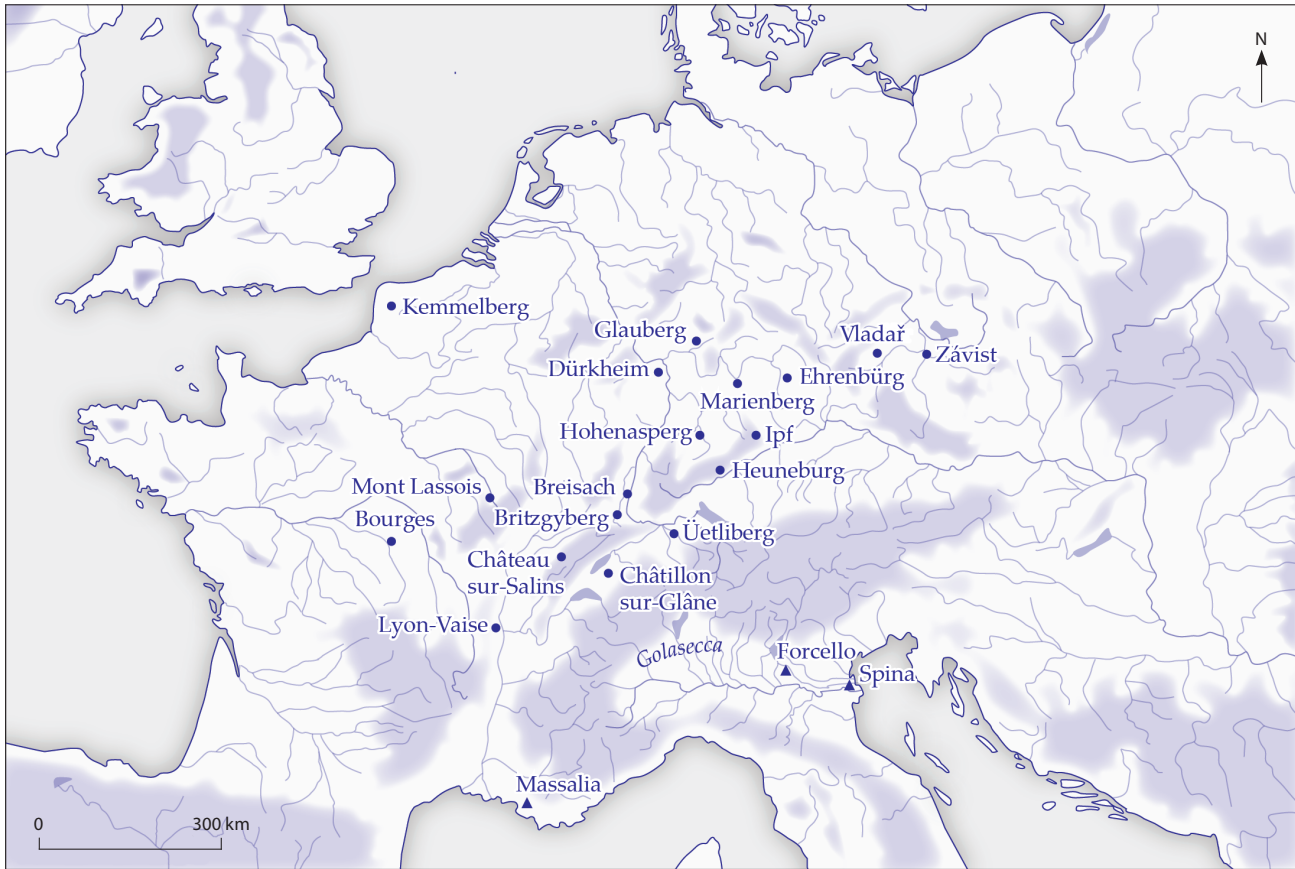 N
Kemmelberg
Glauberg
Vladař
Závist
Dürkheim
Ehrenbürg
Marienberg
Hohenasperg
Ipf
Heuneburg
Mont Lassois
Breisach
Bourges
Britzgyberg
Üetliberg
Château
sur-Salins
Châtillon
sur-Glâne
Lyon-Vaise
Golasecca
Forcello
Spina
Massalia
0
300 km